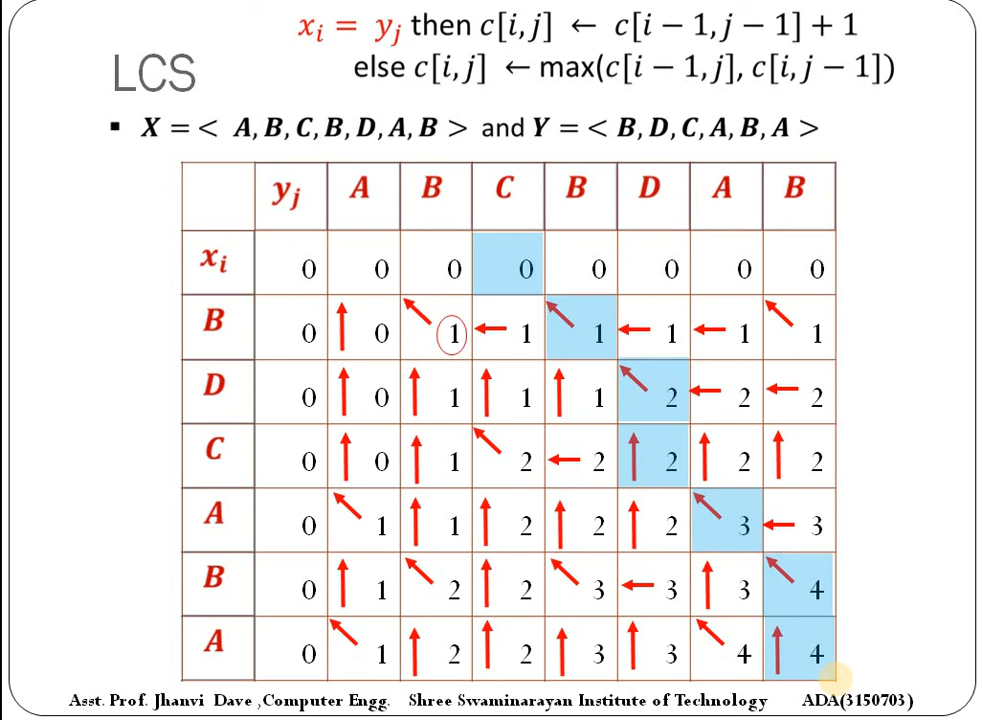 xᵢ = yⱼ then c[i, j] ← c[i − 1, j − 1] + 1
LCS
else c[i, j] ← max(c[i − 1, j], c[i, j − 1])
▪ X = < A, B, C, B, D, A, B > and Y = < B, D, C, A, B, A >
yⱼ A B C B D A B
xᵢ 0 0 0 0 0 0 0 0
B 0 ↑ 0 ↖ 1 ← 1 ↖ 1 ← 1 ← 1 ↖ 1
D 0 ↑ 0 ↑ 1 ↑ 1 ↑ 1 ↖ 2 ← 2 ← 2
C 0 ↑ 0 ↑ 1 ↖ 2 ← 2 ↑ 2 ↑ 2 ↑ 2
A 0 ↖ 1 ↑ 1 ↑ 2 ↑ 2 ↑ 2 ↖ 3 ← 3
B 0 ↑ 1 ↖ 2 ↑ 2 ↖ 3 ← 3 ↑ 3 ↖ 4
A 0 ↖ 1 ↑ 2 ↑ 2 ↑ 3 ↑ 3 ↖ 4 ↑ 4
Asst. Prof. Jhanvi Dave ,Computer Engg. Shree Swaminarayan Institute of Technology ADA(3150703)